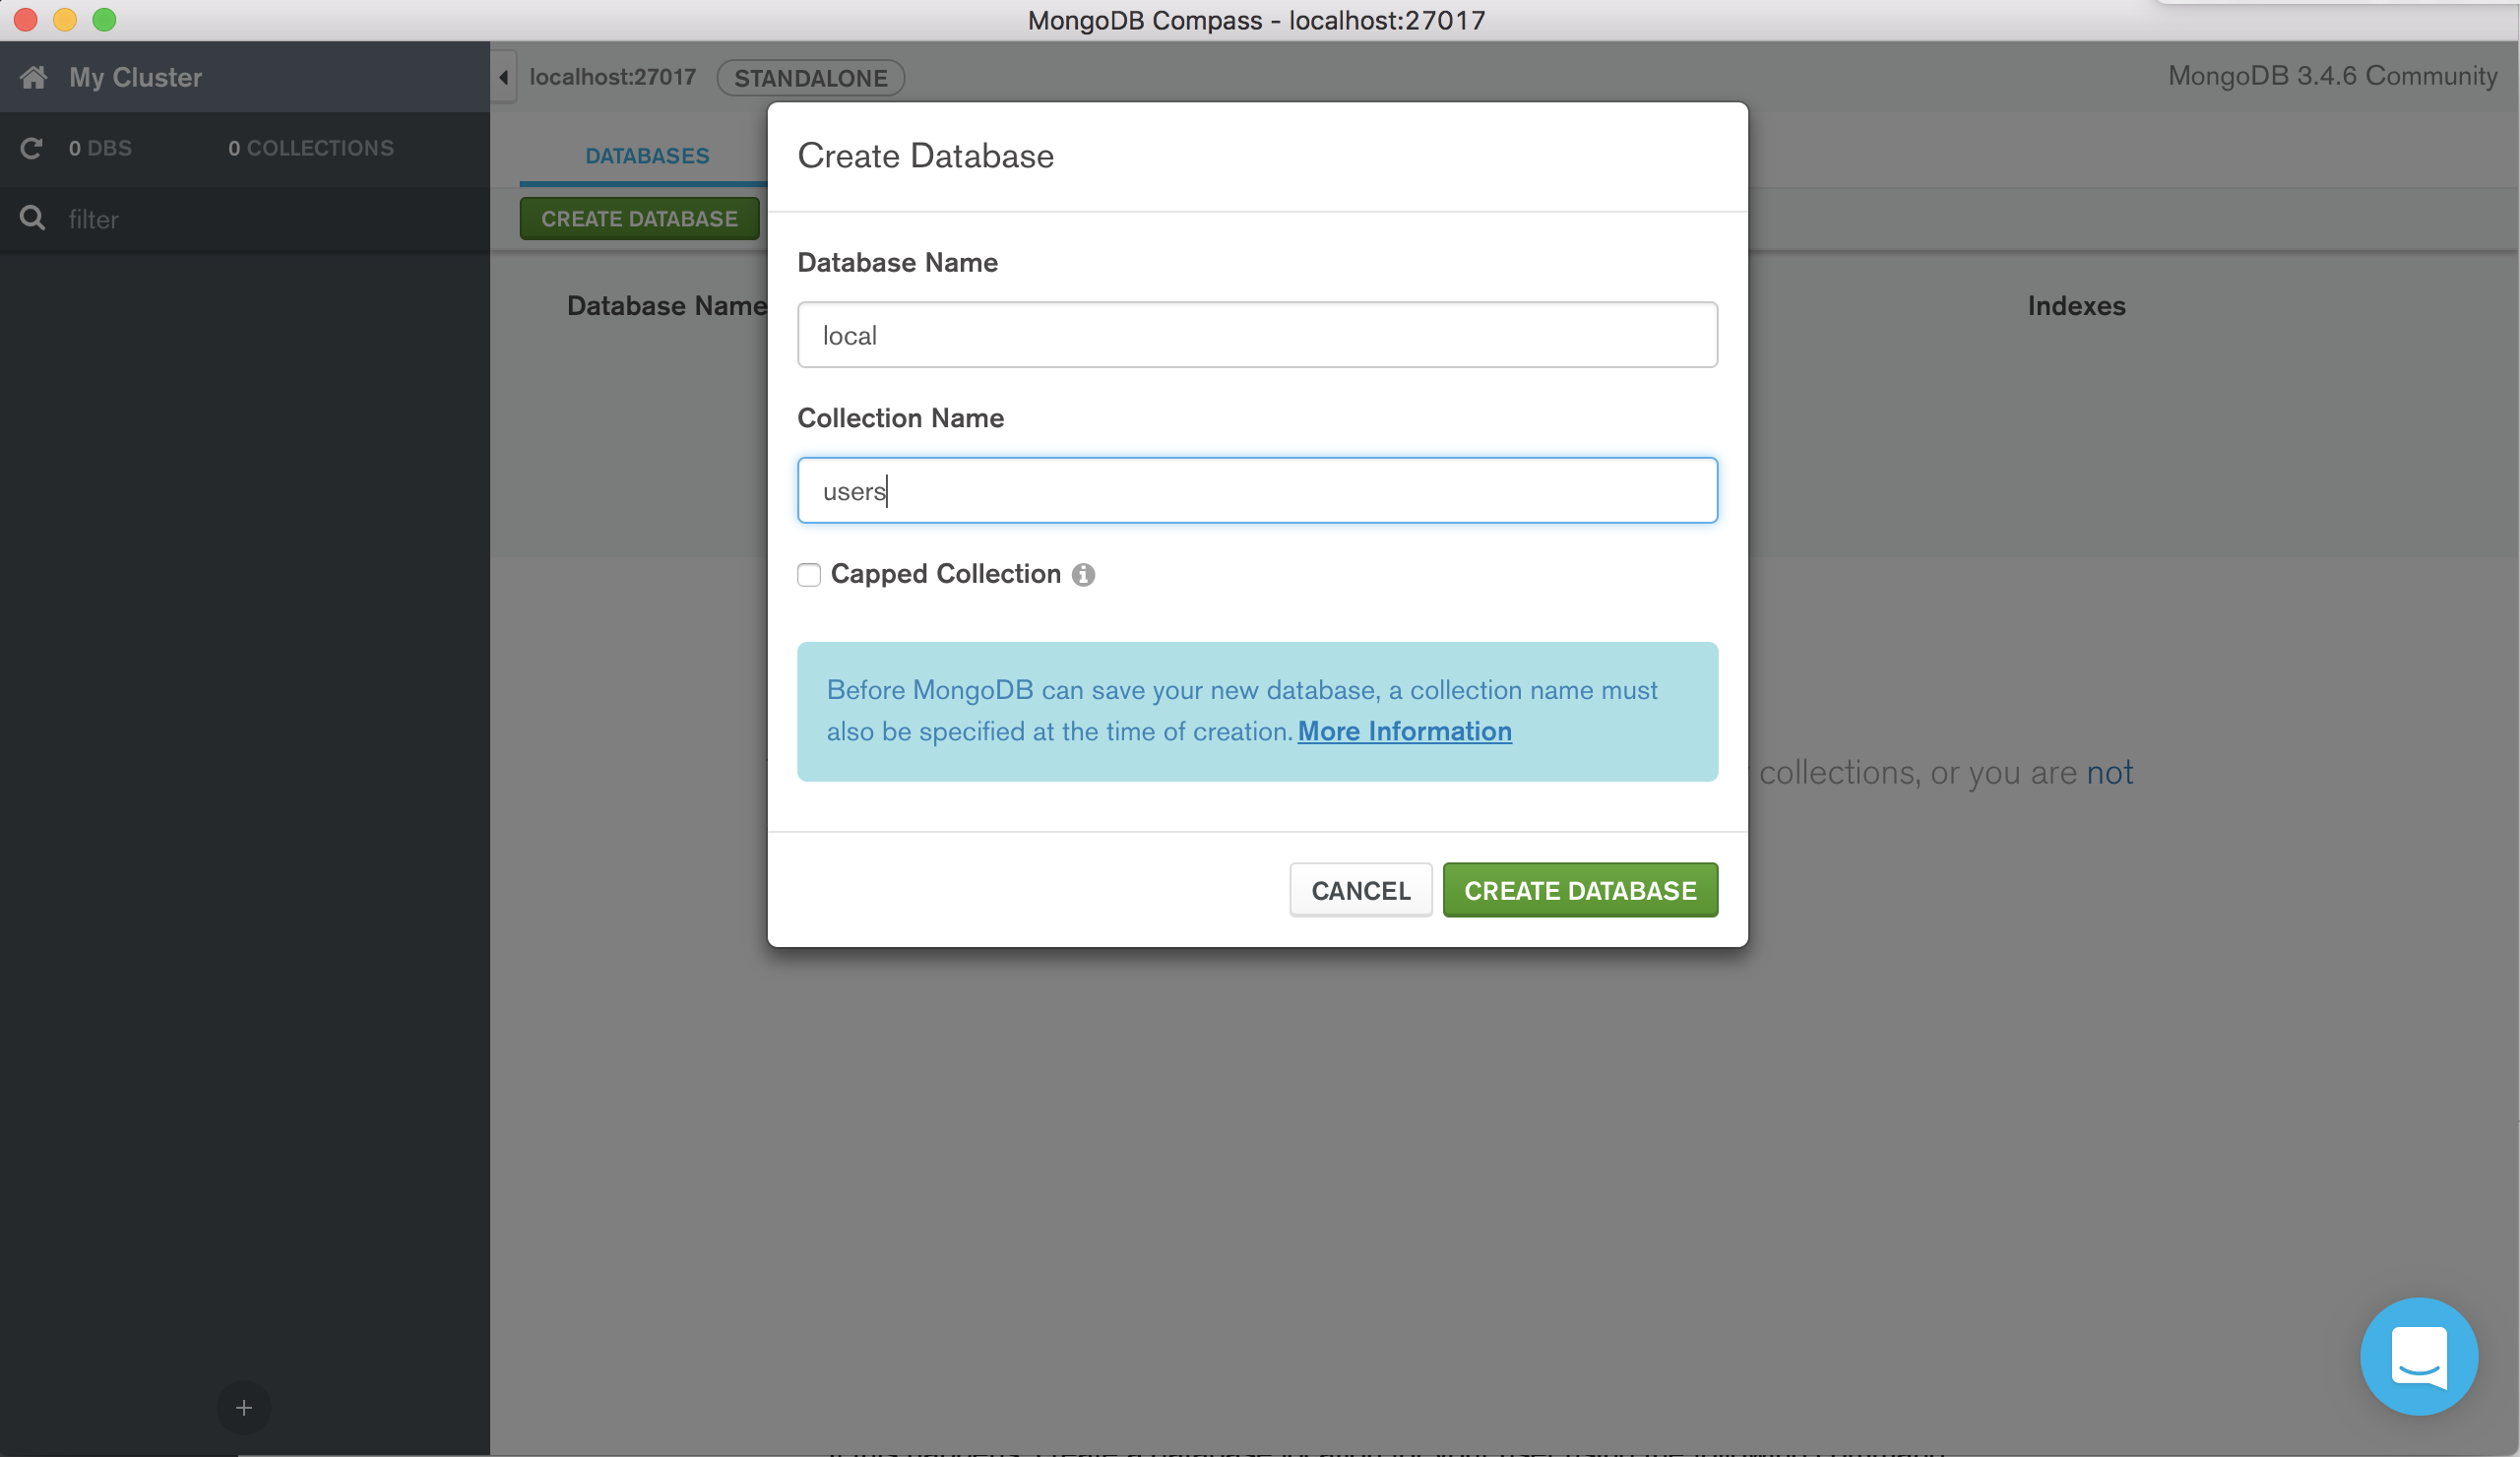 MongoDB Compass - localhost:27017
My Cluster
localhost:27017
STANDALONE
MongoDB 3.4.6 Community
0 DBS
0 COLLECTIONS
DATABASES
filter
CREATE DATABASE
Database Name
Indexes
Create Database
Database Name
local
Collection Name
users
Capped Collection
Before MongoDB can save your new database, a collection name must
also be specified at the time of creation. More Information
collections, or you are not
CANCEL
CREATE DATABASE